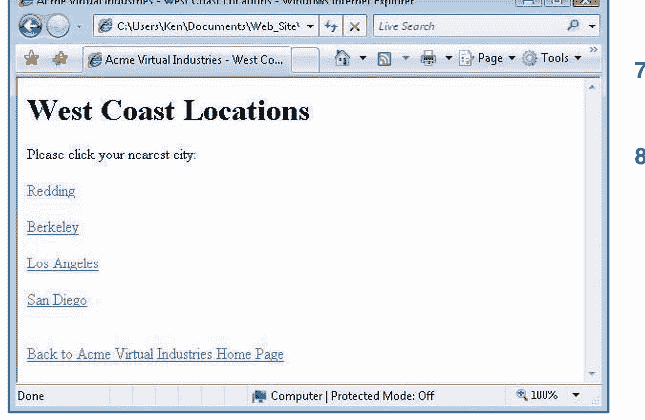 Acme Virtual Industries - West Coast Locations - Windows Internet Explorer
C:\Users\Ken\Documents\Web_Site\
Live Search
Acme Virtual Industries - West Co...
Page
Tools
»
7
West Coast Locations
Please click your nearest city:
8
Redding
Berkeley
Los Angeles
San Diego
Back to Acme Virtual Industries Home Page
Done
Computer | Protected Mode: Off
100%